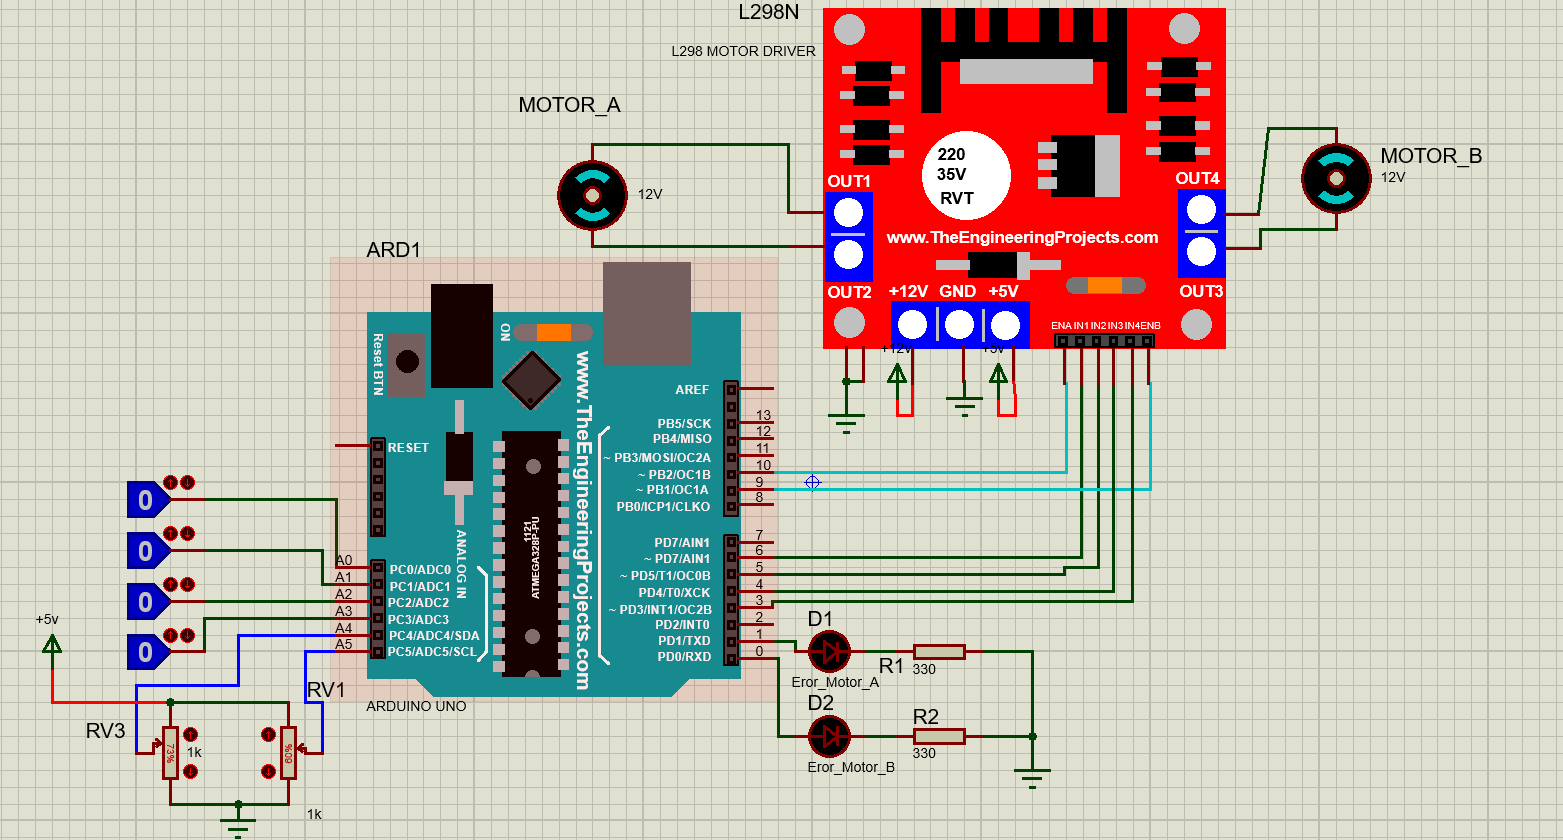 L298N
L298 MOTOR DRIVER
MOTOR_A
12V
220
35V
RVT
OUT1
OUT2
OUT4
OUT3
www.TheEngineeringProjects.com
+12V GND +5V
ENA IN1 IN2 IN3 IN4 ENB
MOTOR_B
12V
+12v
+5v
ARD1
Reset BTN
ON
www.TheEngineeringProjects.com
1121
ATMEGA328P-PU
ANALOG IN
RESET
AREF
PB5/SCK 13
PB4/MISO 12
~ PB3/MOSI/OC2A 11
~ PB2/OC1B 10
~ PB1/OC1A 9
PB0/ICP1/CLKO 8
PD7/AIN1 7
~ PD7/AIN1 6
~ PD5/T1/OC0B 5
PD4/T0/XCK 4
~ PD3/INT1/OC2B 3
PD2/INT0 2
PD1/TXD 1
PD0/RXD 0
A0 PC0/ADC0
A1 PC1/ADC1
A2 PC2/ADC2
A3 PC3/ADC3
A4 PC4/ADC4/SDA
A5 PC5/ADC5/SCL
ARDUINO UNO
0
0
0
0
+5v
RV3
73%
1k
RV1
60%
1k
D1
Eror_Motor_A
R1
330
D2
Eror_Motor_B
R2
330